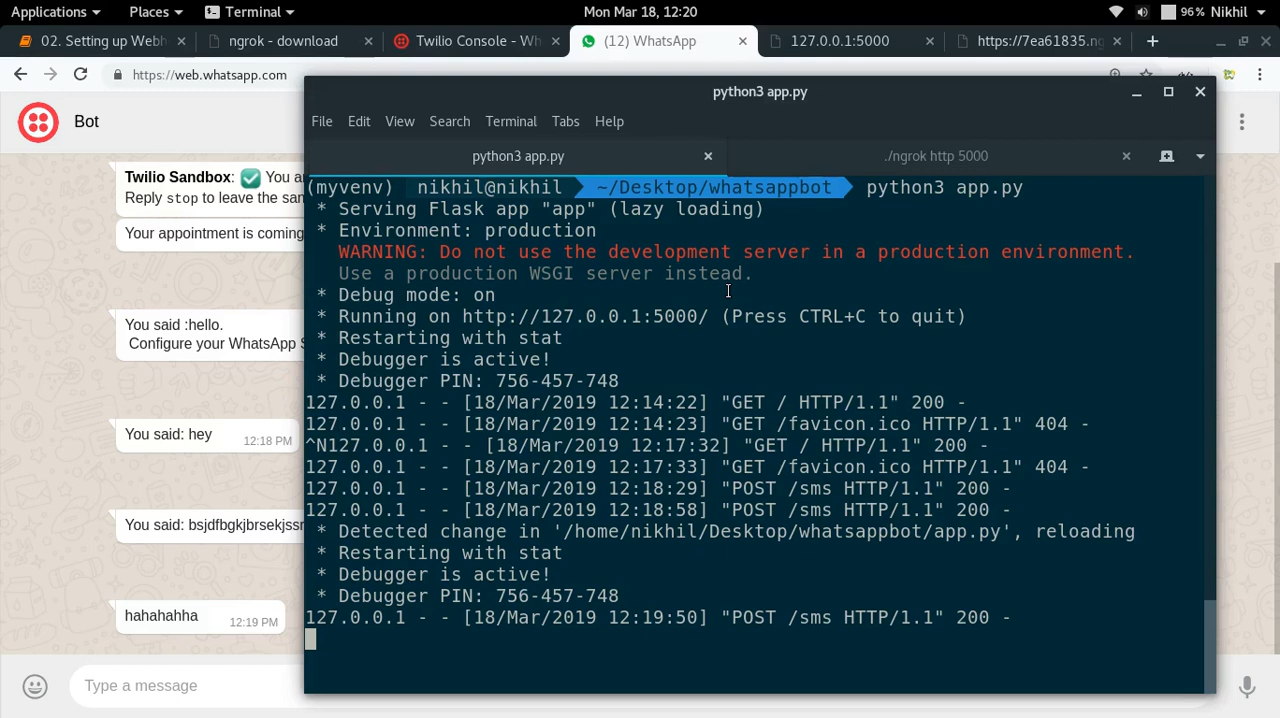 Applications
Places
Terminal
Mon Mar 18, 12:20
96%
Nikhil
02. Setting up Webh
ngrok - download
Twilio Console - Wh
(12) WhatsApp
127.0.0.1:5000
https://7ea61835.ng
https://web.whatsapp.com
Bot
python3 app.py
File Edit View Search Terminal Tabs Help
python3 app.py
./ngrok http 5000
Twilio Sandbox: ✅ You a
Reply stop to leave the san
Your appointment is coming
You said :hello.
Configure your WhatsApp S
You said: hey
12:18 PM
You said: bsjdfbgkjbrsekjssr
hahahahha
12:19 PM
Type a message
(myvenv) nikhil@nikhil ~/Desktop/whatsappbot python3 app.py
* Serving Flask app "app" (lazy loading)
* Environment: production
WARNING: Do not use the development server in a production environment.
Use a production WSGI server instead.
* Debug mode: on
* Running on http://127.0.0.1:5000/ (Press CTRL+C to quit)
* Restarting with stat
* Debugger is active!
* Debugger PIN: 756-457-748
127.0.0.1 - - [18/Mar/2019 12:14:22] "GET / HTTP/1.1" 200 -
127.0.0.1 - - [18/Mar/2019 12:14:23] "GET /favicon.ico HTTP/1.1" 404 -
^N127.0.0.1 - - [18/Mar/2019 12:17:32] "GET / HTTP/1.1" 200 -
127.0.0.1 - - [18/Mar/2019 12:17:33] "GET /favicon.ico HTTP/1.1" 404 -
127.0.0.1 - - [18/Mar/2019 12:18:29] "POST /sms HTTP/1.1" 200 -
127.0.0.1 - - [18/Mar/2019 12:18:58] "POST /sms HTTP/1.1" 200 -
* Detected change in '/home/nikhil/Desktop/whatsappbot/app.py', reloading
* Restarting with stat
* Debugger is active!
* Debugger PIN: 756-457-748
127.0.0.1 - - [18/Mar/2019 12:19:50] "POST /sms HTTP/1.1" 200 -